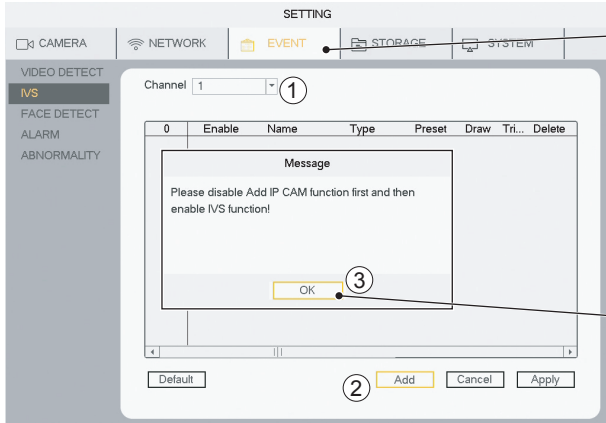 SETTING
CAMERA NETWORK EVENT STORAGE SYSTEM
VIDEO DETECT
IVS
FACE DETECT
ALARM
ABNORMALITY
Channel 1 1
0 Enable Name Type Preset Draw Tri... Delete
Message
Please disable Add IP CAM function first and then
enable IVS function!
OK 3
Default 2 Add Cancel Apply